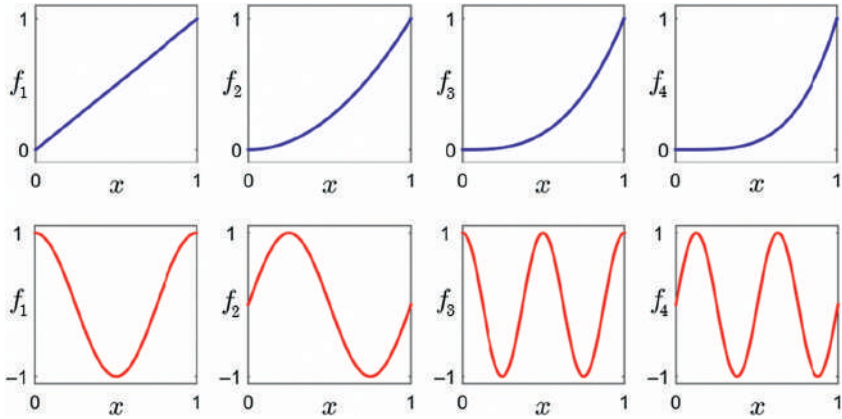 1 f₁ 0 0 x 1
1 f₂ 0 0 x 1
1 f₃ 0 0 x 1
1 f₄ 0 0 x 1
1 f₁ −1 0 x 1
1 f₂ −1 0 x 1
1 f₃ −1 0 x 1
1 f₄ −1 0 x 1